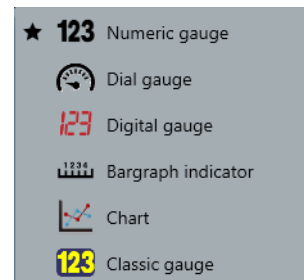 123 Numeric gauge
Dial gauge
123 Digital gauge
1234 Bargraph indicator
Chart
123 Classic gauge